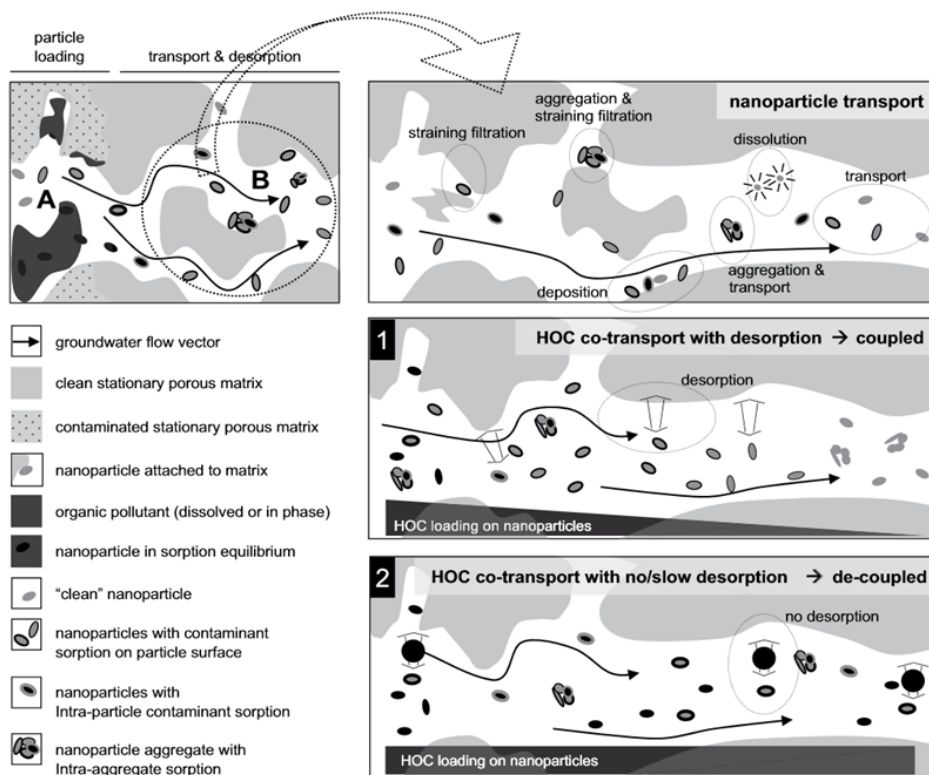 particle
loading
transport & desorption
A
B
nanoparticle transport
straining filtration
aggregation &
straining filtration
dissolution
transport
deposition
aggregation &
transport
groundwater flow vector
clean stationary porous matrix
contaminated stationary porous matrix
nanoparticle attached to matrix
organic pollutant (dissolved or in phase)
nanoparticle in sorption equilibrium
“clean” nanoparticle
nanoparticles with contaminant
sorption on particle surface
nanoparticles with
Intra-particle contaminant sorption
nanoparticle aggregate with
Intra-aggregate sorption
1
HOC co-transport with desorption → coupled
desorption
HOC loading on nanoparticles
2
HOC co-transport with no/slow desorption → de-coupled
no desorption
HOC loading on nanoparticles